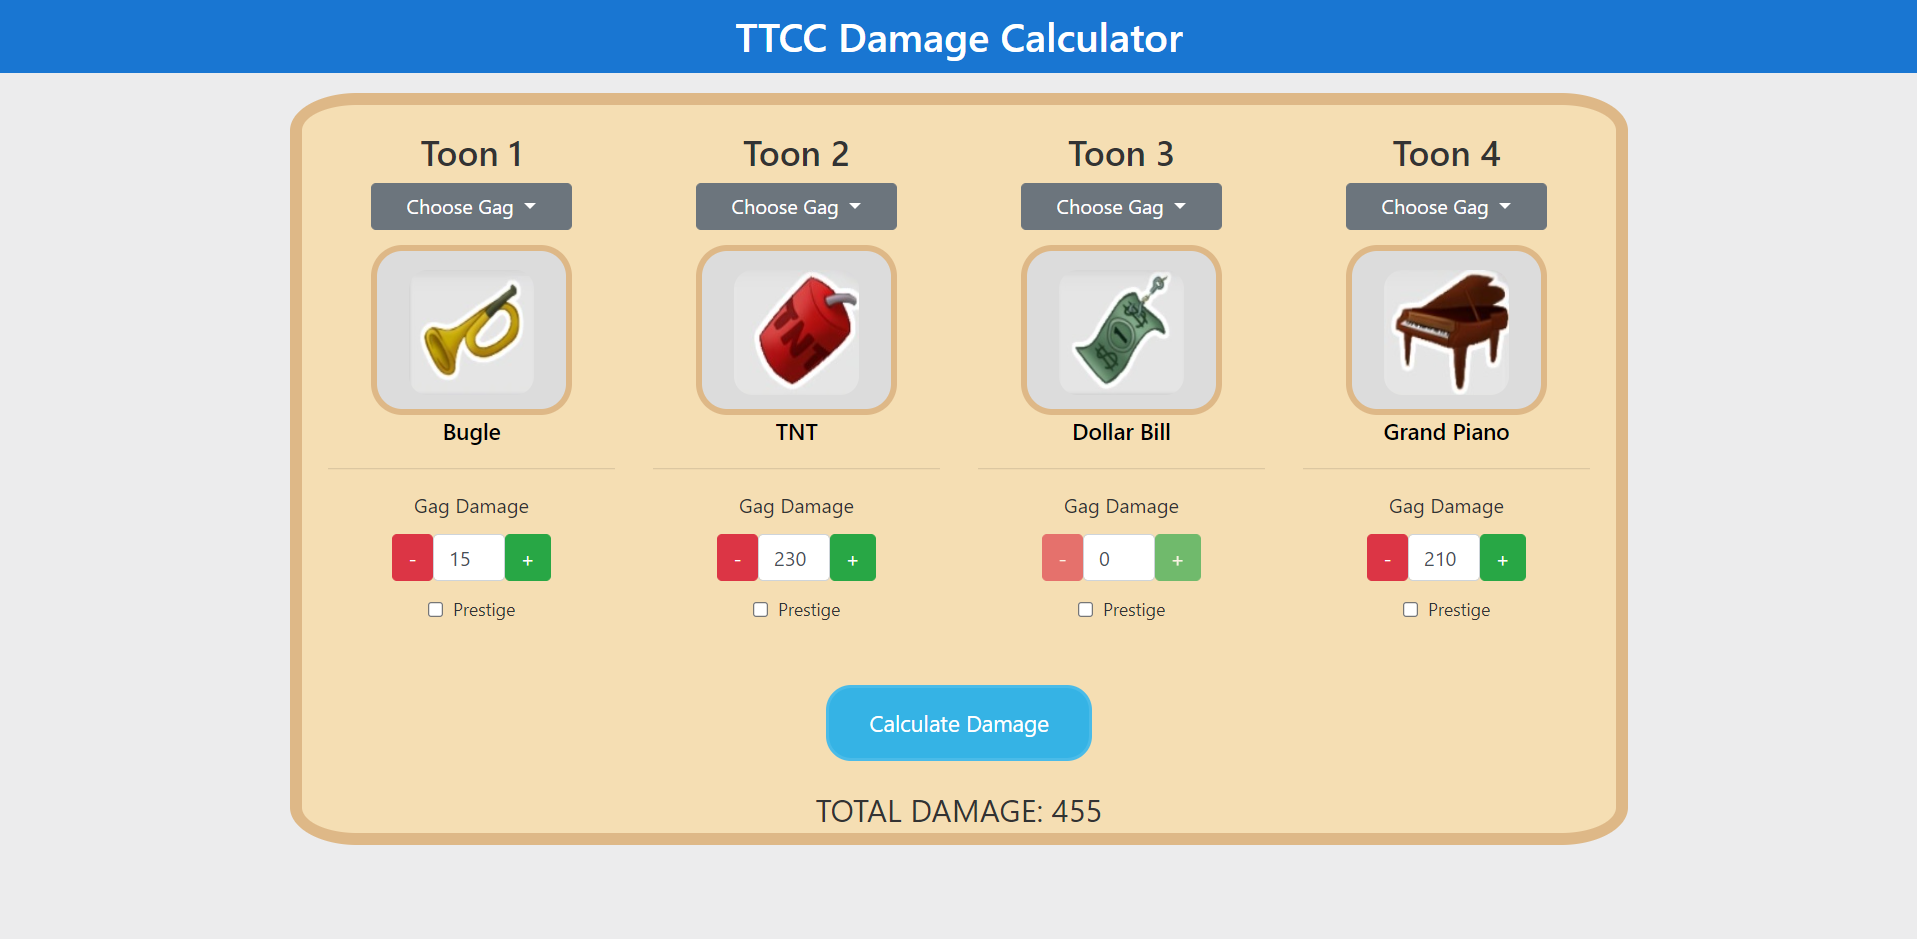 TTCC Damage Calculator
Toon 1
Toon 2
Toon 3
Toon 4
Choose Gag
Choose Gag
Choose Gag
Choose Gag
TNT
1
$
$
$
Bugle
TNT
Dollar Bill
Grand Piano
Gag Damage
Gag Damage
Gag Damage
Gag Damage
- 15 +
- 230 +
- 0 +
- 210 +
Prestige
Prestige
Prestige
Prestige
Calculate Damage
TOTAL DAMAGE: 455